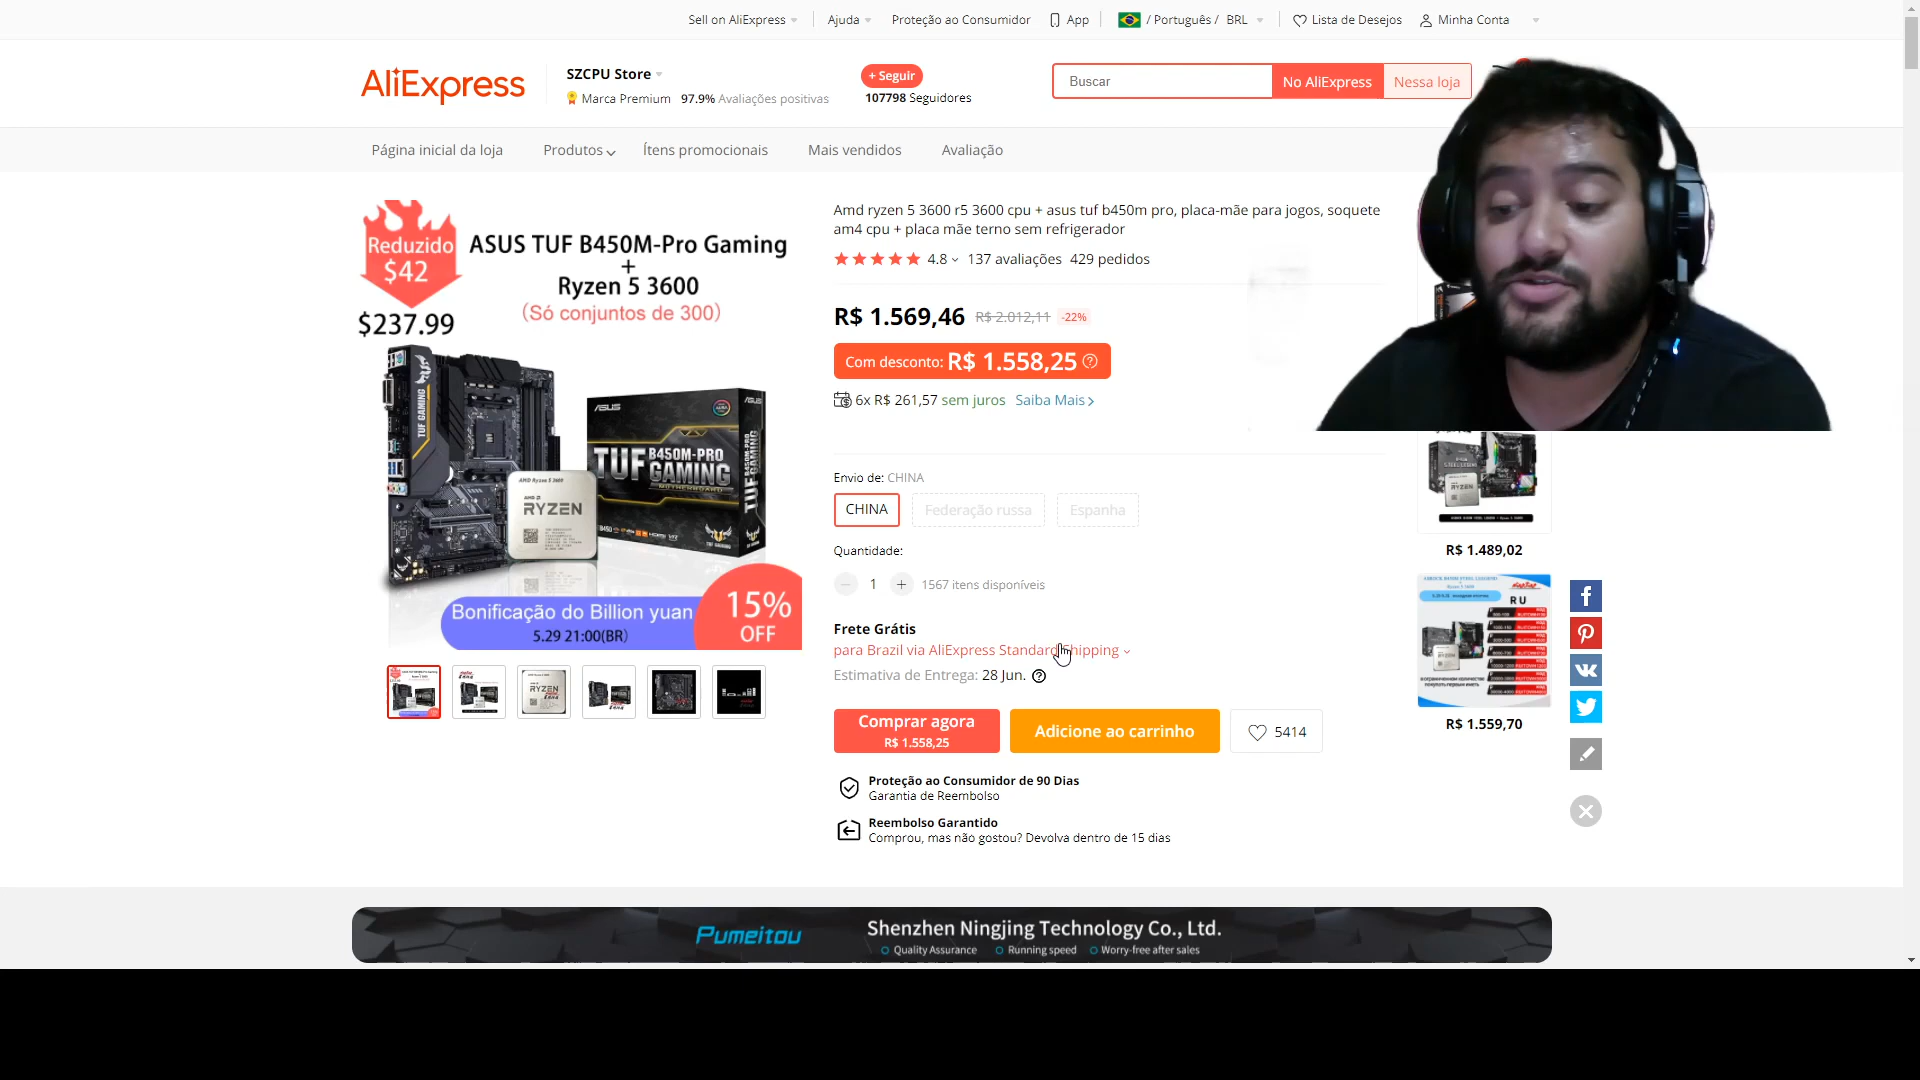 Sell on AliExpress
Ajuda
Proteção ao Consumidor
App
/ Português / BRL
Lista de Desejos
Minha Conta
AliExpress
SZCPU Store
Marca Premium 97.9% Avaliações positivas
+ Seguir
107798 Seguidores
Buscar
No AliExpress
Nessa loja
Página inicial da loja
Produtos
Ítens promocionais
Mais vendidos
Avaliação
Reduzido
$42
$237.99
ASUS TUF B450M-Pro Gaming
+
Ryzen 5 3600
(Só conjuntos de 300)
TUF GAMING
ASUS
TUF B450M-PRO
GAMING
MOTHERBOARD
AMD Ryzen 5 3600
AMD
RYZEN
Bonificação do Billion yuan
5.29 21:00(BR)
15%
OFF
Amd ryzen 5 3600 r5 3600 cpu + asus tuf b450m pro, placa-mãe para jogos, soquete
am4 cpu + placa mãe terno sem refrigerador
4.8 137 avaliações 429 pedidos
R$ 1.569,46 R$ 2.012,11 -22%
Com desconto: R$ 1.558,25
6x R$ 261,57 sem juros Saiba Mais
Envio de: CHINA
CHINA
Federação russa
Espanha
Quantidade:
1
1567 itens disponíveis
Frete Grátis
para Brazil via AliExpress Standard Shipping
Estimativa de Entrega: 28 Jun.
Comprar agora
R$ 1.558,25
Adicione ao carrinho
5414
Proteção ao Consumidor de 90 Dias
Garantia de Reembolso
Reembolso Garantido
Comprou, mas não gostou? Devolva dentro de 15 dias
R$ 1.489,02
RU
R$ 1.559,70
Pumeitou
Shenzhen Ningjing Technology Co., Ltd.
Quality Assurance
Running speed
Worry-free after sales